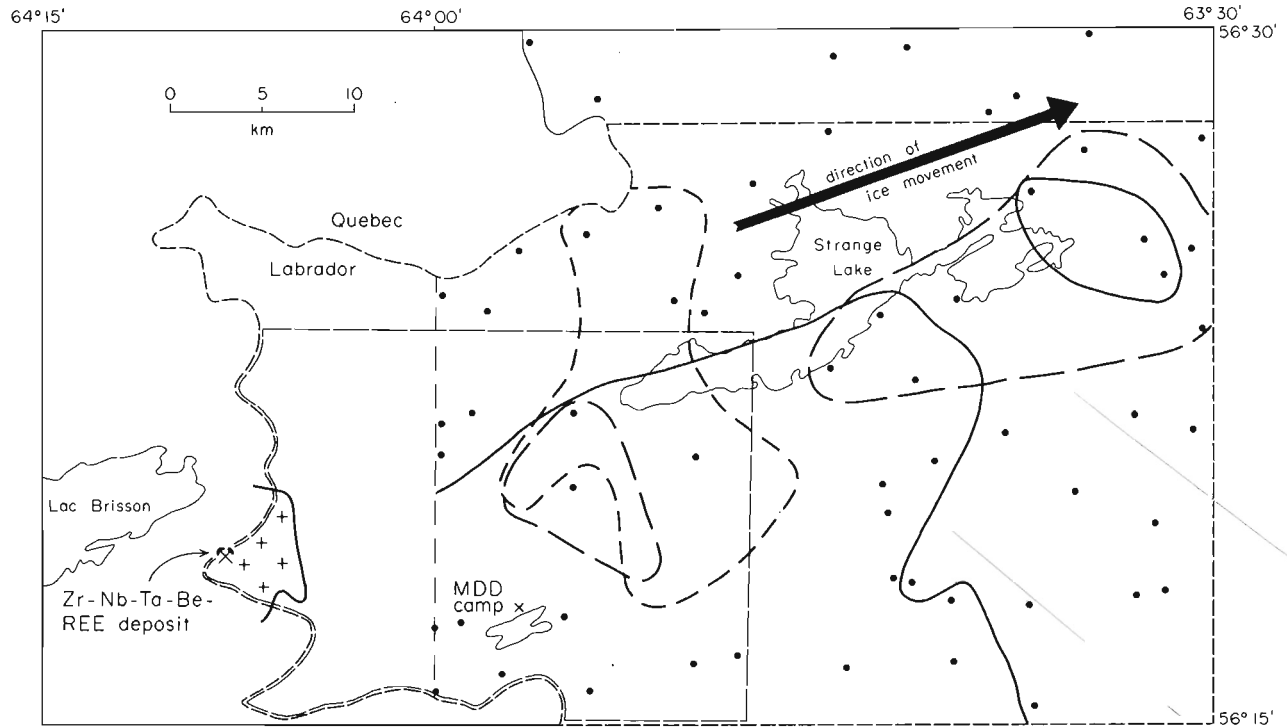 64°15'
64°00'
63°30'
56°30'
0 5 10
km
direction of
ice movement
Quebec
Labrador
Strange
Lake
Lac Brisson
Zr-Nb-Ta-Be-
REE deposit
MDD
camp x
56°15'